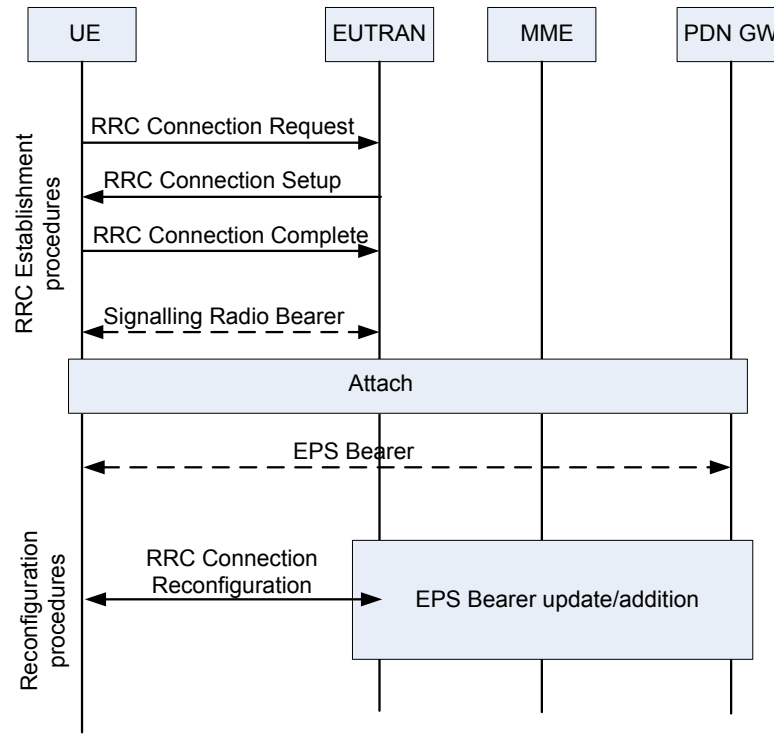 UE
EUTRAN
MME
PDN GW
RRC Establishment
procedures
RRC Connection Request
RRC Connection Setup
RRC Connection Complete
Signalling Radio Bearer
Attach
EPS Bearer
Reconfiguration
procedures
RRC Connection
Reconfiguration
EPS Bearer update/addition